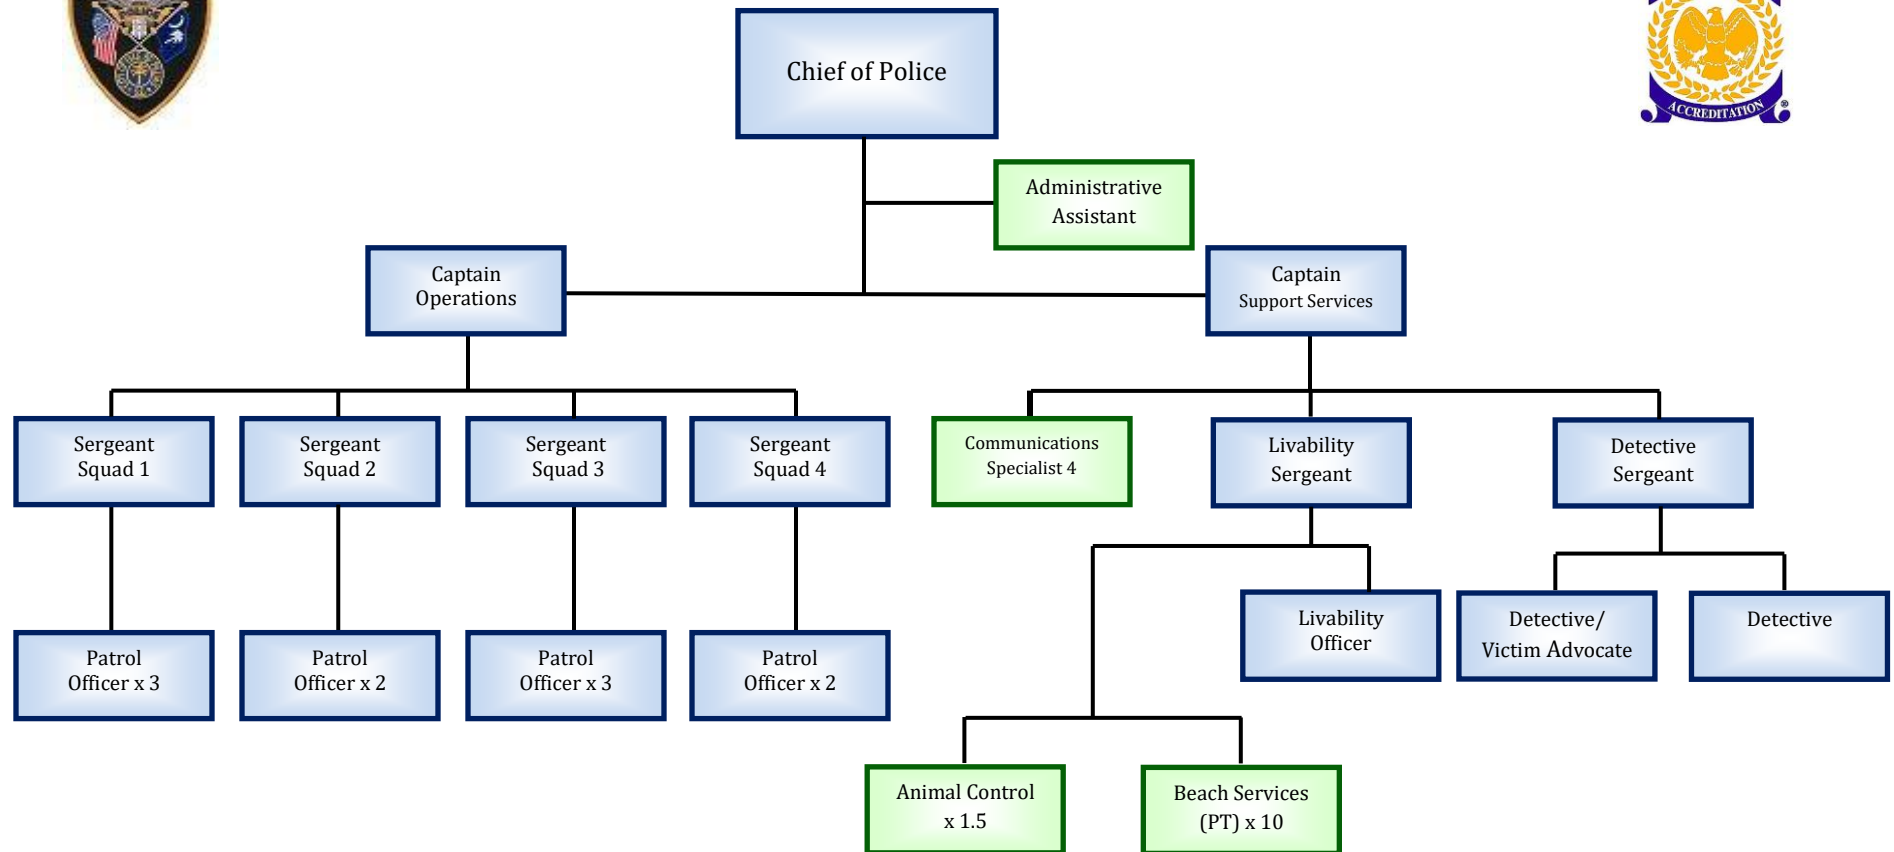 ACCREDITATION
Chief of Police
Administrative
Assistant
Captain
Operations
Captain
Support Services
Sergeant
Squad 1
Sergeant
Squad 2
Sergeant
Squad 3
Sergeant
Squad 4
Communications
Specialist 4
Livability
Sergeant
Detective
Sergeant
Patrol
Officer x 3
Patrol
Officer x 2
Patrol
Officer x 3
Patrol
Officer x 2
Livability
Officer
Detective/
Victim Advocate
Detective
Animal Control
x 1.5
Beach Services
(PT) x 10